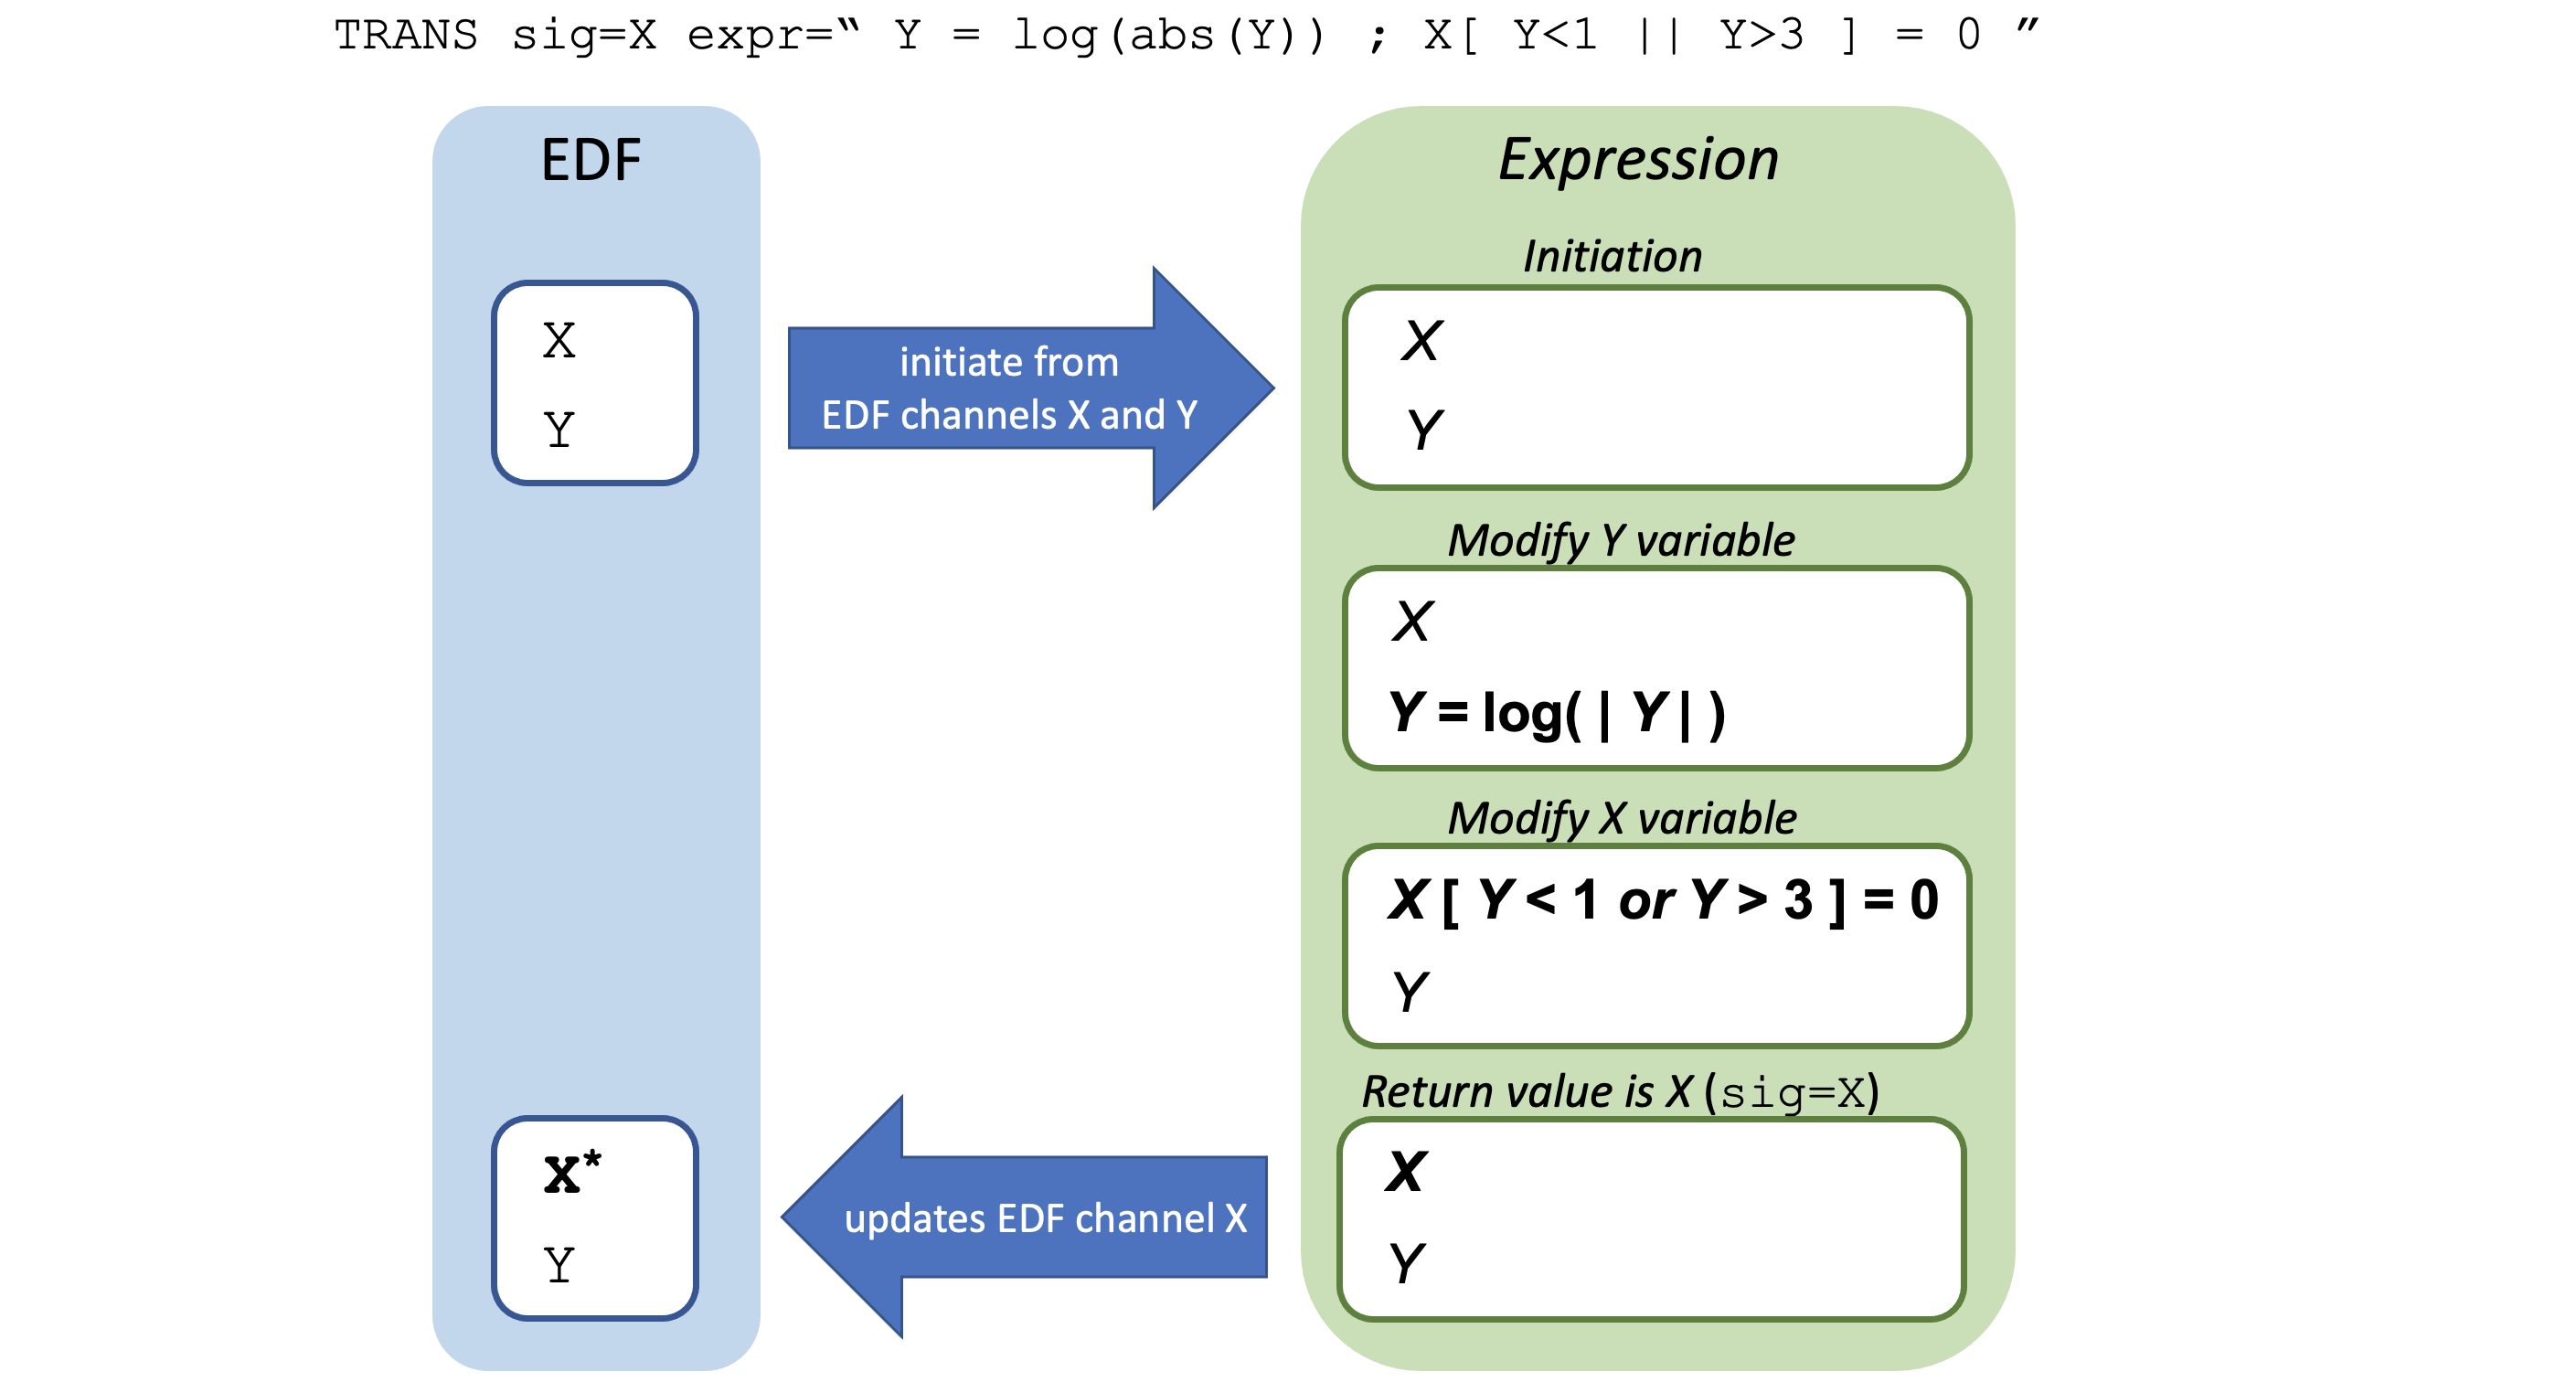 TRANS sig=X expr=“ Y = log(abs(Y)) ; X[ Y<1 || Y>3 ] = 0 ”
EDF
X
Y
initiate from
EDF channels X and Y
Expression
Initiation
X
Y
Modify Y variable
X
Y = log( | Y | )
Modify X variable
X [ Y < 1 or Y > 3 ] = 0
Y
Return value is X (sig=X)
X
Y
updates EDF channel X
X*
Y